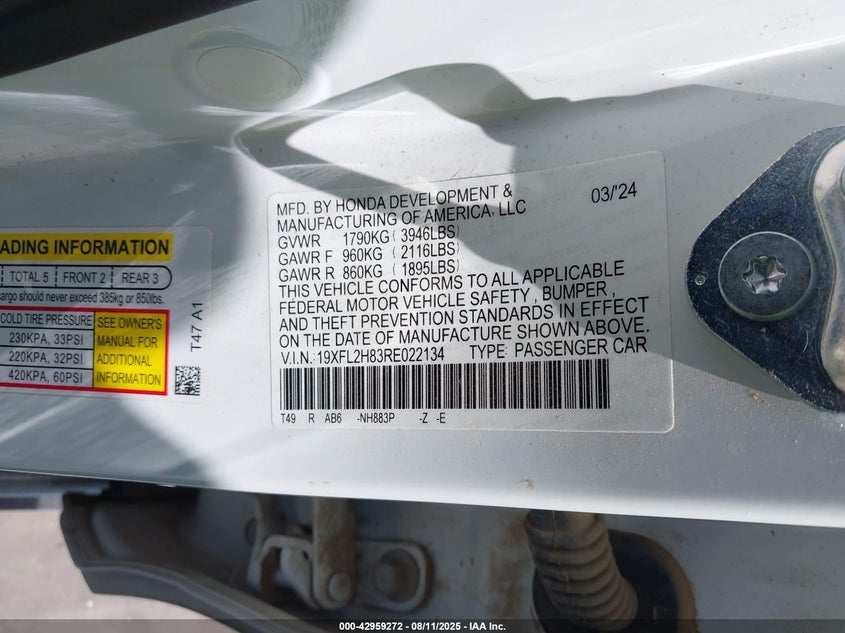 ADING INFORMATION
TOTAL 5 FRONT 2 REAR 3
cargo should never exceed 385kg or 850lbs.
COLD TIRE PRESSURE
230KPA, 33PSI
220KPA, 32PSI
420KPA, 60PSI
SEE OWNER'S
MANUAL FOR
ADDITIONAL
INFORMATION
T47 A1
MFD. BY HONDA DEVELOPMENT & 03/'24
MANUFACTURING OF AMERICA, LLC
GVWR 1790KG ( 3946LBS)
GAWR F 960KG ( 2116LBS)
GAWR R 860KG ( 1895LBS)
THIS VEHICLE CONFORMS TO ALL APPLICABLE
FEDERAL MOTOR VEHICLE SAFETY , BUMPER ,
AND THEFT PREVENTION STANDARDS IN EFFECT
ON THE DATE OF MANUFACTURE SHOWN ABOVE.
V.I.N: 19XFL2H83RE022134 TYPE: PASSENGER CAR
T49 R AB6 -NH883P -Z -E
000-42959272 - 08/11/2025 - IAA Inc.